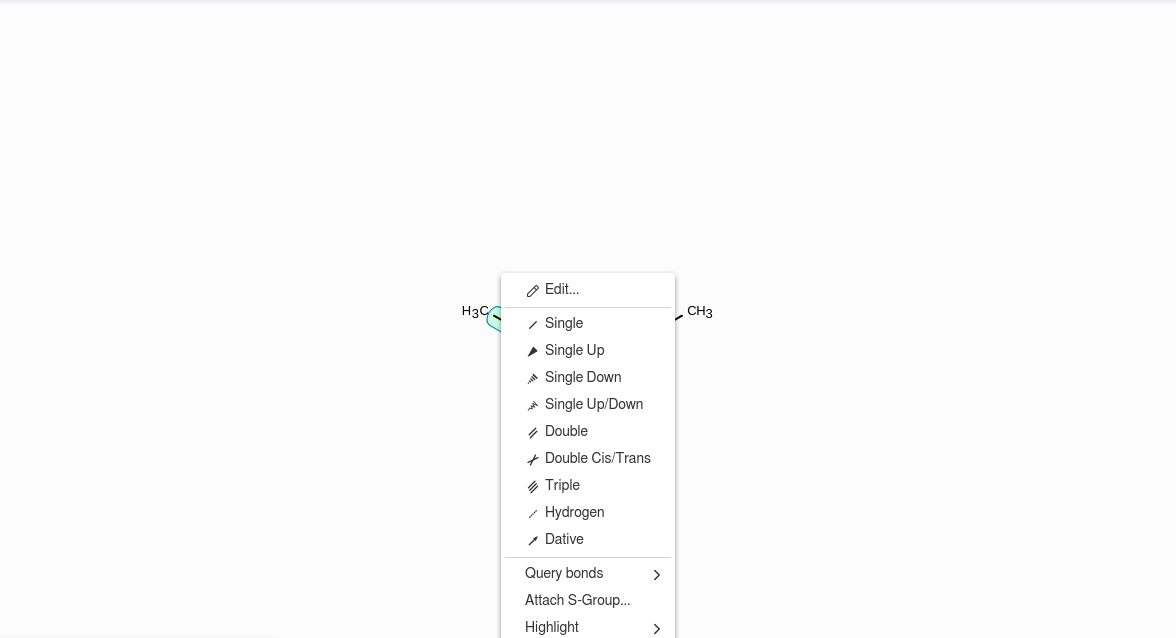 Edit...
H3C
CH3
Single
Single Up
Single Down
Single Up/Down
Double
Double Cis/Trans
Triple
Hydrogen
Dative
Query bonds
Attach S-Group...
Highlight